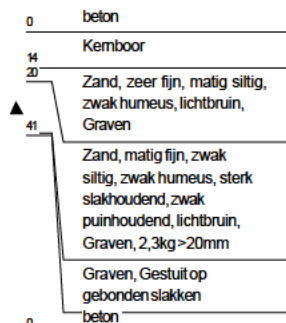 0 beton
Kernboor
14
20
Zand, zeer fijn, matig siltig,
zwak humeus, lichtbruin,
Graven
41
Zand, matig fijn, zwak
siltig, zwak humeus, sterk
slakhoudend, zwak
puinhoudend, lichtbruin,
Graven, 2,3kg>20mm
Graven, Gestuit op
gebonden slakken
0 beton